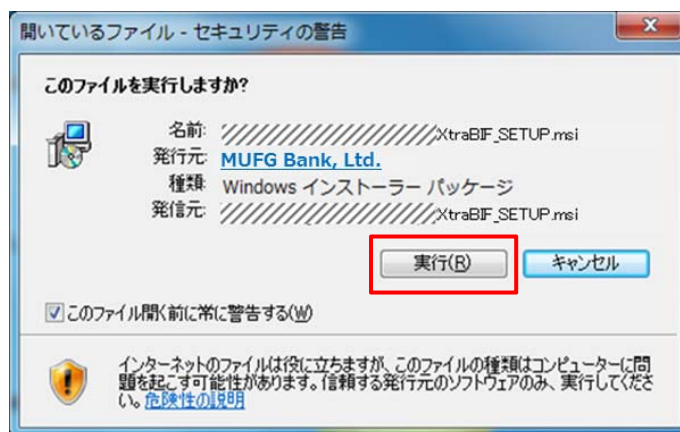 開いているファイル - セキュリティの警告
このファイルを実行しますか?
名前: XtraBIF_SETUP.msi
発行元: MUFG Bank, Ltd.
種類: Windows インストーラー パッケージ
発信元: XtraBIF_SETUP.msi
実行(R) キャンセル
このファイル開く前に常に警告する(W)
インターネットのファイルは役に立ちますが、このファイルの種類はコンピューターに問
題を起こす可能性があります。信頼する発行元のソフトウェアのみ、実行してくださ
い。危険性の説明